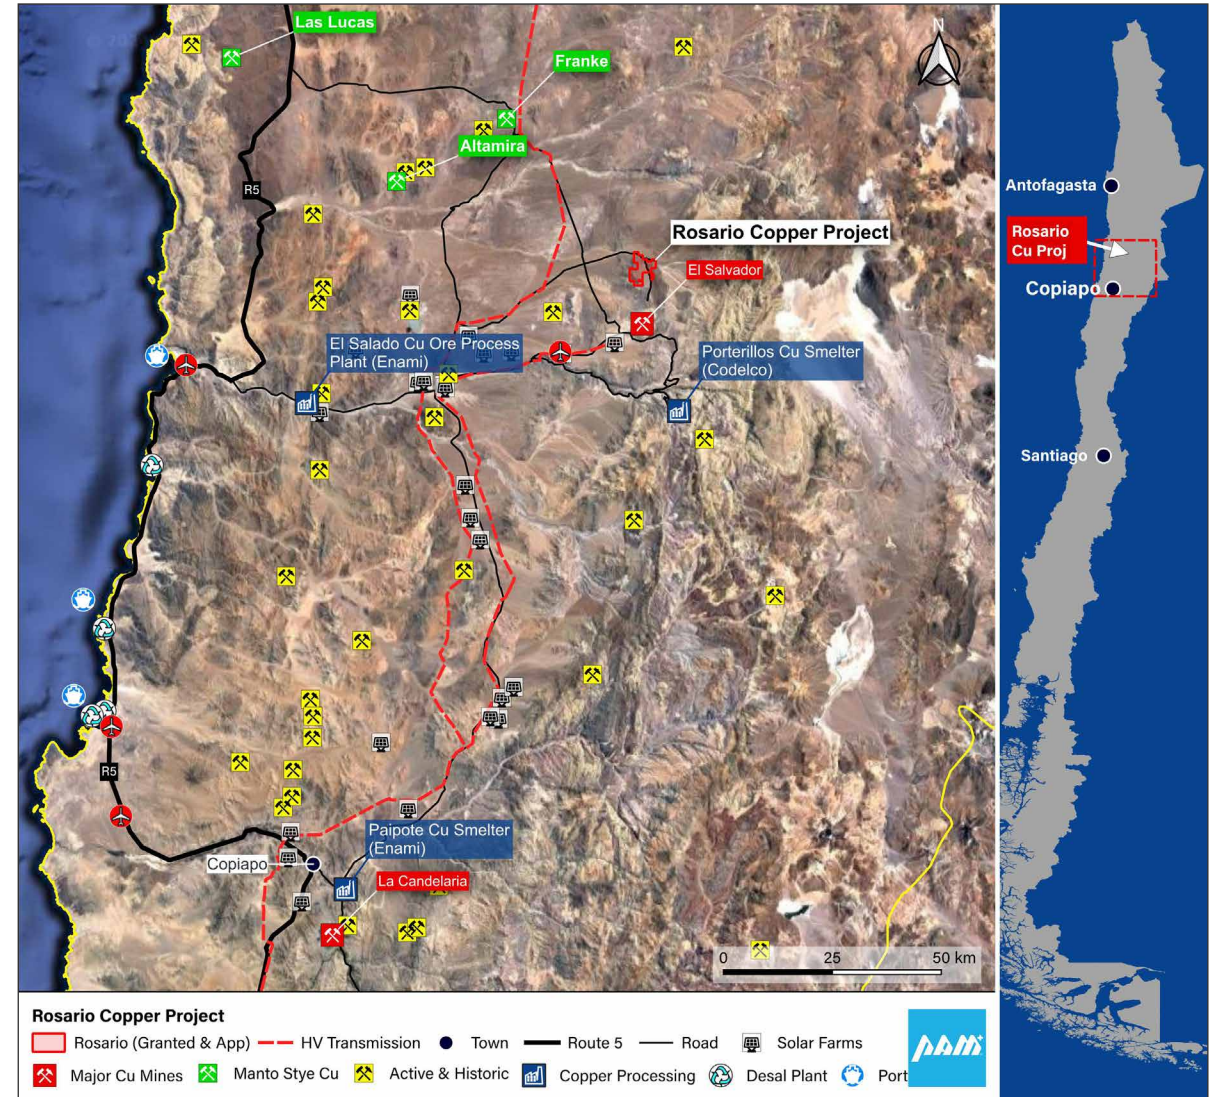 Las Lucas
Franke
N
Altamira
R5
Rosario Copper Project
El Salvador
El Salado Cu Ore Process
Plant (Enami)
Porterillos Cu Smelter
(Codelco)
R5
Paipote Cu Smelter
(Enami)
Copiapo
La Candelaria
0 25 50 km
Antofagasta
Rosario
Cu Proj
Copiapo
Santiago
Rosario Copper Project
Rosario (Granted & App) HV Transmission Town Route 5 Road Solar Farms
Major Cu Mines Manto Stye Cu Active & Historic Copper Processing Desal Plant Port
PAM